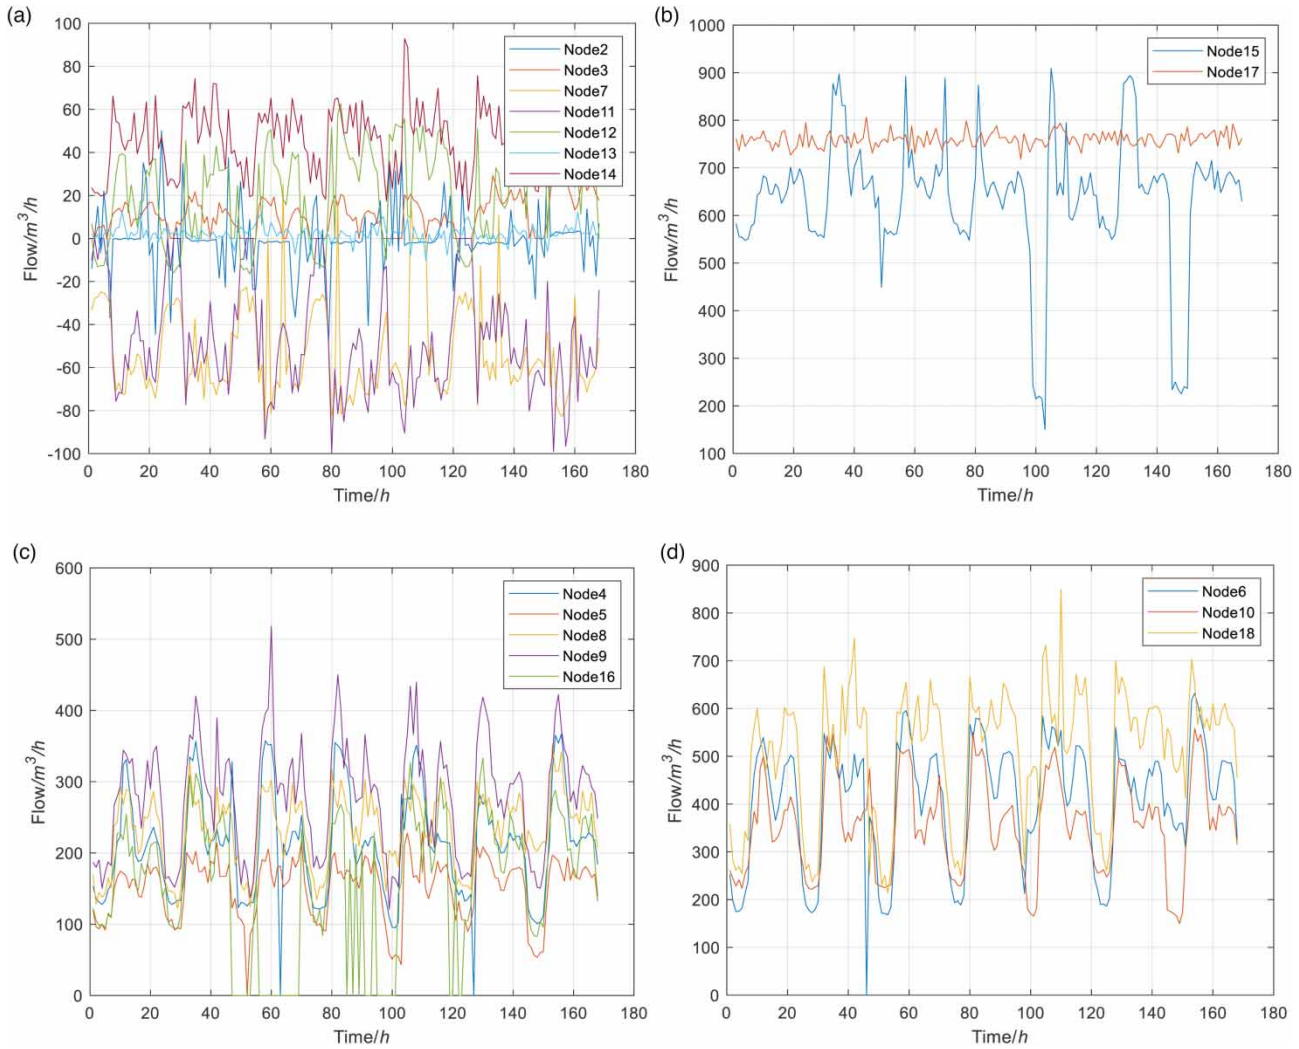 (a)
100
80
60
40
20
0
-20
-40
-60
-80
-100
Flow/m³/h
0 20 40 60 80 100 120 140 160 180
Time/h
Node2
Node3
Node7
Node11
Node12
Node13
Node14
(b)
1000
900
800
700
600
500
400
300
200
100
Flow/m³/h
0 20 40 60 80 100 120 140 160 180
Time/h
Node15
Node17
(c)
600
500
400
300
200
100
0
Flow/m³/h
0 20 40 60 80 100 120 140 160 180
Time/h
Node4
Node5
Node8
Node9
Node16
(d)
900
800
700
600
500
400
300
200
100
0
Flow/m³/h
0 20 40 60 80 100 120 140 160 180
Time/h
Node6
Node10
Node18